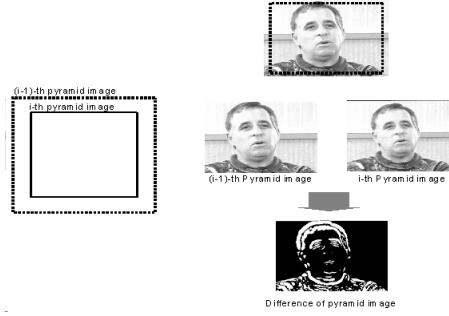 (i-1)-th pyramid image
i-th pyramid image
(i-1)-th Pyramid image
i-th Pyramid image
Difference of pyramid image